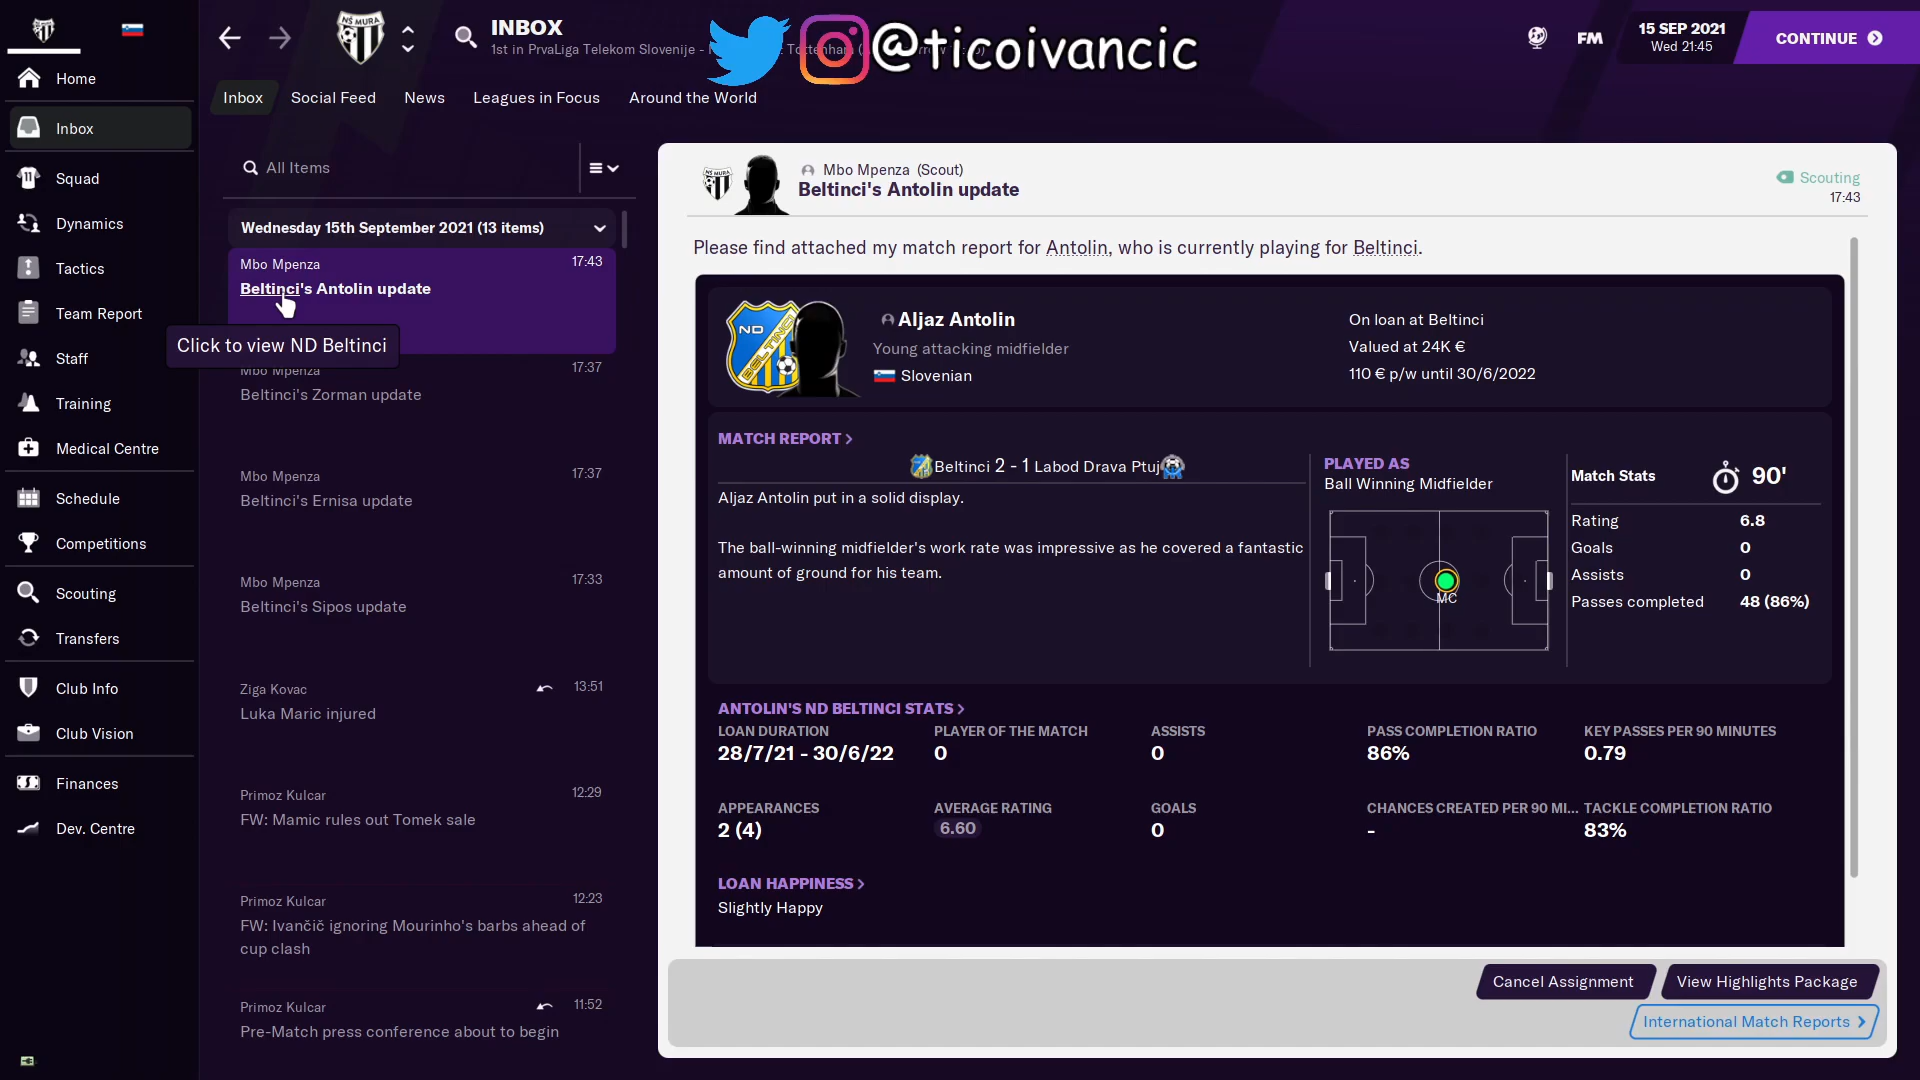 INBOX
1st in PrvaLiga Telekom Slovenije -
@ticoivancic
FM
15 SEP 2021
Wed 21:45
CONTINUE
Inbox
Social Feed
News
Leagues in Focus
Around the World
Home
Inbox
Squad
Dynamics
Tactics
Team Report
Staff
Training
Medical Centre
Schedule
Competitions
Scouting
Transfers
Club Info
Club Vision
Finances
Dev. Centre
All Items
Wednesday 15th September 2021 (13 items)
Mbo Mpenza 17:43
Beltinci's Antolin update
Click to view ND Beltinci
Mbo Mpenza 17:37
Beltinci's Zorman update
Mbo Mpenza 17:37
Beltinci's Ernisa update
Mbo Mpenza 17:33
Beltinci's Sipos update
Ziga Kovac 13:51
Luka Maric injured
Primoz Kulcar 12:29
FW: Mamic rules out Tomek sale
Primoz Kulcar 12:23
FW: Ivančič ignoring Mourinho's barbs ahead of
cup clash
Primoz Kulcar 11:52
Pre-Match press conference about to begin
Mbo Mpenza (Scout)
Beltinci's Antolin update
Scouting
17:43
Please find attached my match report for Antolin, who is currently playing for Beltinci.
Aljaz Antolin
Young attacking midfielder
Slovenian
On loan at Beltinci
Valued at 24K €
110 € p/w until 30/6/2022
MATCH REPORT
Beltinci 2 - 1 Labod Drava Ptuj
Aljaz Antolin put in a solid display.
The ball-winning midfielder's work rate was impressive as he covered a fantastic
amount of ground for his team.
PLAYED AS
Ball Winning Midfielder
MC
Match Stats 90'
Rating 6.8
Goals 0
Assists 0
Passes completed 48 (86%)
ANTOLIN'S ND BELTINCI STATS
LOAN DURATION PLAYER OF THE MATCH ASSISTS PASS COMPLETION RATIO KEY PASSES PER 90 MINUTES
28/7/21 - 30/6/22 0 0 86% 0.79
APPEARANCES AVERAGE RATING GOALS CHANCES CREATED PER 90 MI... TACKLE COMPLETION RATIO
2 (4) 6.60 0 - 83%
LOAN HAPPINESS
Slightly Happy
Cancel Assignment
View Highlights Package
International Match Reports